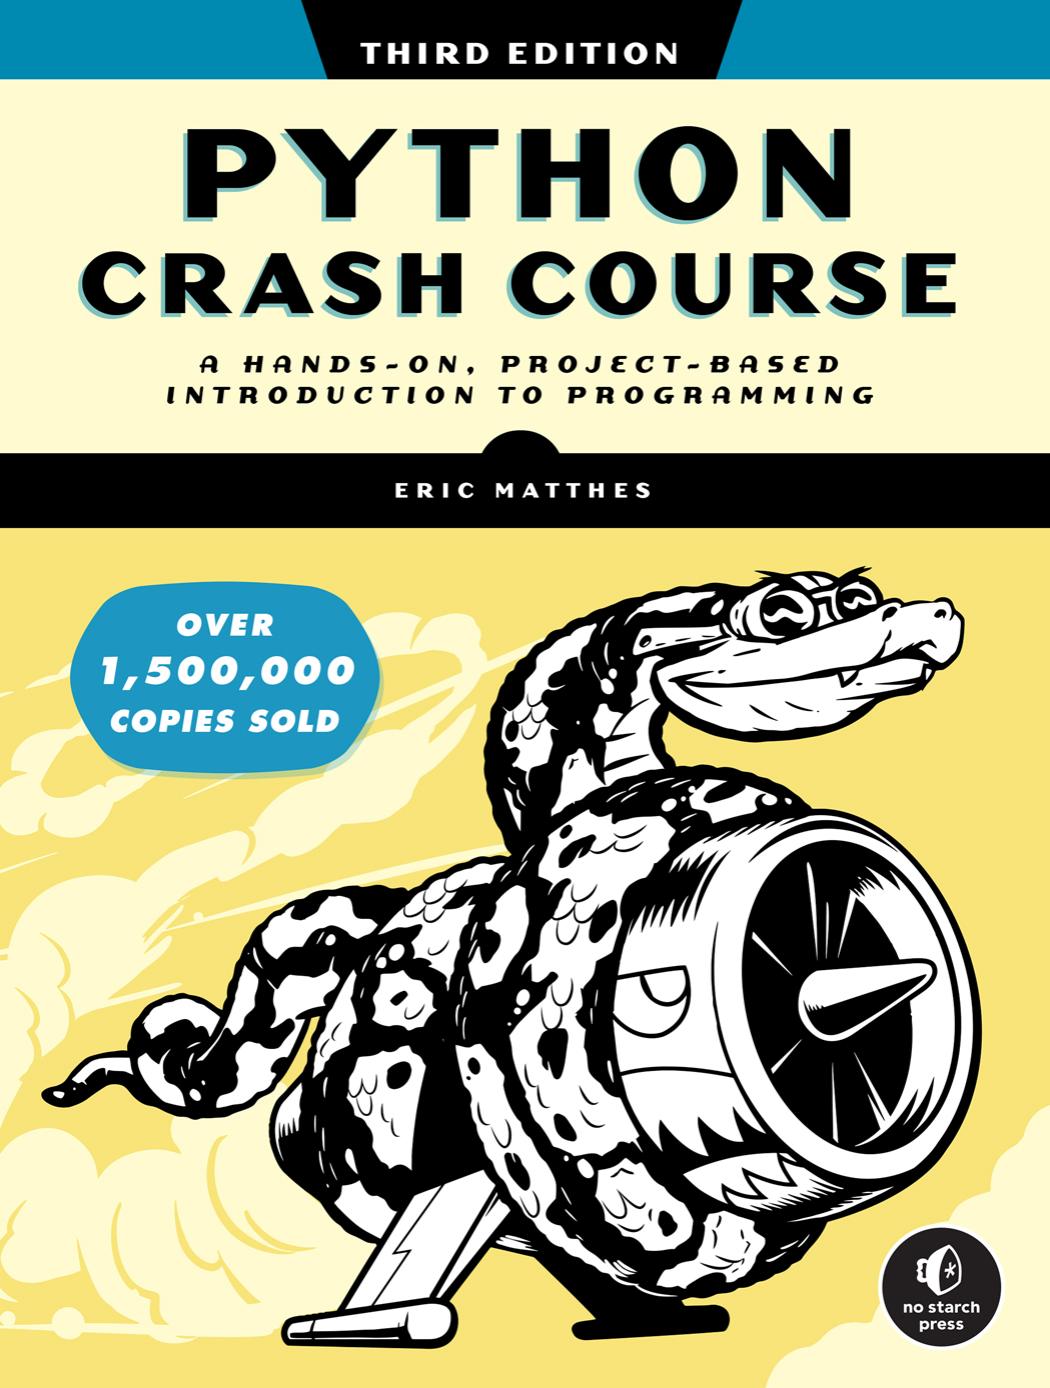 THIRD EDITION
PYTHON
CRASH COURSE
A HANDS-ON, PROJECT-BASED
INTRODUCTION TO PROGRAMMING
ERIC MATTHES
OVER
1,500,000
COPIES SOLD
no starch
press